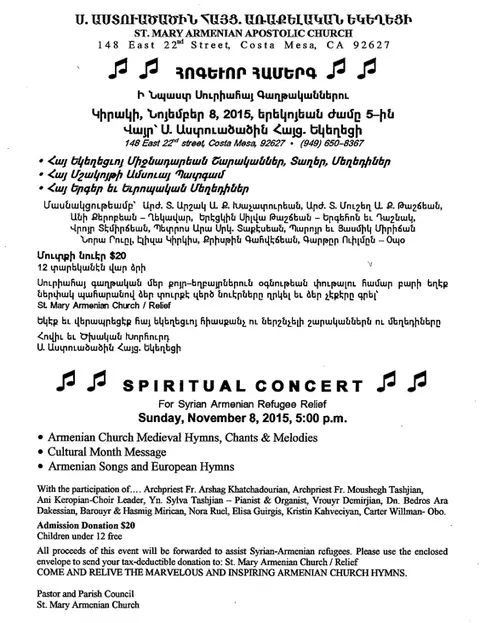 Ս. ԱՍՏՈՒԱԾԱԾԻՆ ՀԱՅՑ. ԱՌԱՔԵԼԱԿԱՆ ԵԿԵՂԵՑԻ
ST. MARY ARMENIAN APOSTOLIC CHURCH
148 East 22nd Street, Costa Mesa, CA 92627
ՀՈԳԵՒՈՐ ՀԱՄԵՐԳ
Ի Նպաստ Սուրիահայ Գաղթականներու
Կիրակի, Նոյեմբեր 8, 2015, երեկոյեան ժամը 5-ին
Վայր՝ Ս. Աստուածածին Հայց. Եկեղեցի
148 East 22nd street, Costa Mesa, 92627 • (949) 650-8367
• Հայ Եկեղեցւոյ Միջնադարեան Շարականներ, Տաղեր, Մեղեդիներ
• Հայ Մշակոյթի Ամսուայ Պատգամ
• Հայ Երգեր եւ Եւրոպական Մեղեդիներ
Մասնակցութեամբ՝ Արժ. Տ. Արշակ Ա. Ք. Խաչատուրեան, Արժ. Տ. Մուշեղ Ա. Ք. Թաշճեան,
Անի Քերոբեան – Ղեկավար, Երէցկին Սիլվա Թաշճեան – Երգեհոն եւ Դաշնակ,
Վրոյր Տէմիրճեան, Պետրոս Արա Սրկ. Տաքէսեան, Պարոյր եւ Յասմիկ Միրիճան
Նորա Րուըլ, Էլիզա Կիրկիս, Քրիսթին Գահվէճեան, Գարթըր Ուիլմըն – Օպօ
Մուտքի նուէր $20
12 տարեկանէն վար ձրի
Սուրիահայ գաղթական մեր քոյր-եղբայրներուն օգնութեան փութալու համար բարի եղէք
ներփակ պահարանով ձեր տուրքէ զերծ նուէրները ղրկել եւ ձեր չէքերը գրել՝
St. Mary Armenian Church / Relief
Եկէք եւ վերապրեցէք հայ եկեղեցւոյ հիասքանչ ու ներշնչելի շարականներն ու մեղեդիները
Հովիւ եւ Ծխական Խորհուրդ
Ս. Աստուածածին Հայց. Եկեղեցի
SPIRITUAL CONCERT
For Syrian Armenian Refugee Relief
Sunday, November 8, 2015, 5:00 p.m.
• Armenian Church Medieval Hymns, Chants & Melodies
• Cultural Month Message
• Armenian Songs and European Hymns
With the participation of.... Archpriest Fr. Arshag Khatchadourian, Archpriest Fr. Moushegh Tashjian,
Ani Keropian-Choir Leader, Yn. Sylva Tashjian – Pianist & Organist, Vrouyr Demirjian, Dn. Bedros Ara
Dakessian, Barouyr & Hasmig Mirican, Nora Ruel, Elisa Guirgis, Kristin Kahveciyan, Carter Willman- Obo.
Admission Donation $20
Children under 12 free
All proceeds of this event will be forwarded to assist Syrian-Armenian refugees. Please use the enclosed
envelope to send your tax-deductible donation to: St. Mary Armenian Church / Relief
COME AND RELIVE THE MARVELOUS AND INSPIRING ARMENIAN CHURCH HYMNS.
Pastor and Parish Council
St. Mary Armenian Church